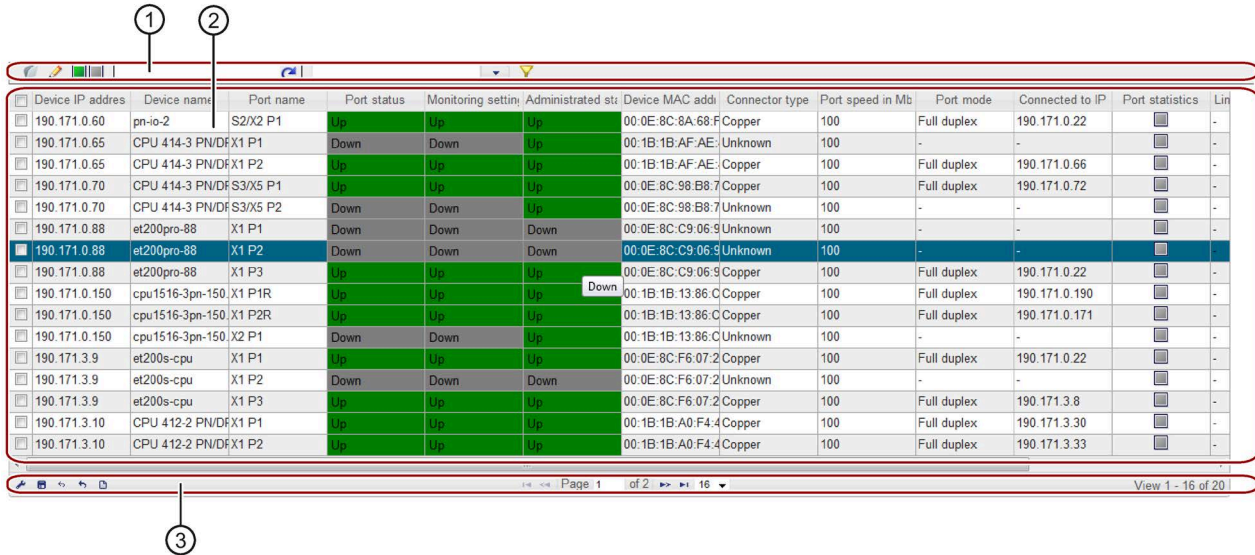 1 2
Device IP addres Device name Port name Port status Monitoring setting Administrated sta Device MAC addr Connector type Port speed in Mb Port mode Connected to IP Port statistics Lin
190.171.0.60 pn-io-2 S2/X2 P1 Up Up Up 00:0E:8C:8A:68:F Copper 100 Full duplex 190.171.0.22 -
190.171.0.65 CPU 414-3 PN/DP X1 P1 Down Down Up 00:1B:1B:AF:AE: Unknown 100 - - -
190.171.0.65 CPU 414-3 PN/DP X1 P2 Up Up Up 00:1B:1B:AF:AE: Copper 100 Full duplex 190.171.0.66 -
190.171.0.70 CPU 414-3 PN/DP S3/X5 P1 Up Up Up 00:0E:8C:98:B8:7 Copper 100 Full duplex 190.171.0.72 -
190.171.0.70 CPU 414-3 PN/DP S3/X5 P2 Down Down Up 00:0E:8C:98:B8:7 Unknown 100 - - -
190.171.0.88 et200pro-88 X1 P1 Down Down Down 00:0E:8C:C9:06:9 Unknown 100 - - -
190.171.0.88 et200pro-88 X1 P2 Down Down Down 00:0E:8C:C9:06:9 Unknown 100 - - -
190.171.0.88 et200pro-88 X1 P3 Up Up Up 00:0E:8C:C9:06:9 Copper 100 Full duplex 190.171.0.22 -
Down
190.171.0.150 cpu1516-3pn-150. X1 P1R Up Up Up 00:1B:1B:13:86:C Copper 100 Full duplex 190.171.0.190 -
190.171.0.150 cpu1516-3pn-150. X1 P2R Up Up Up 00:1B:1B:13:86:C Copper 100 Full duplex 190.171.0.171 -
190.171.0.150 cpu1516-3pn-150. X2 P1 Down Down Up 00:1B:1B:13:86:C Unknown 100 - - -
190.171.3.9 et200s-cpu X1 P1 Up Up Up 00:0E:8C:F6:07:2 Copper 100 Full duplex 190.171.0.22 -
190.171.3.9 et200s-cpu X1 P2 Down Down Down 00:0E:8C:F6:07:2 Unknown 100 - - -
190.171.3.9 et200s-cpu X1 P3 Up Up Up 00:0E:8C:F6:07:2 Copper 100 Full duplex 190.171.3.8 -
190.171.3.10 CPU 412-2 PN/DP X1 P1 Up Up Up 00:1B:1B:A0:F4:4 Copper 100 Full duplex 190.171.3.30 -
190.171.3.10 CPU 412-2 PN/DP X1 P2 Up Up Up 00:1B:1B:A0:F4:4 Copper 100 Full duplex 190.171.3.33 -
Page 1 of 2 16 View 1 - 16 of 20
3